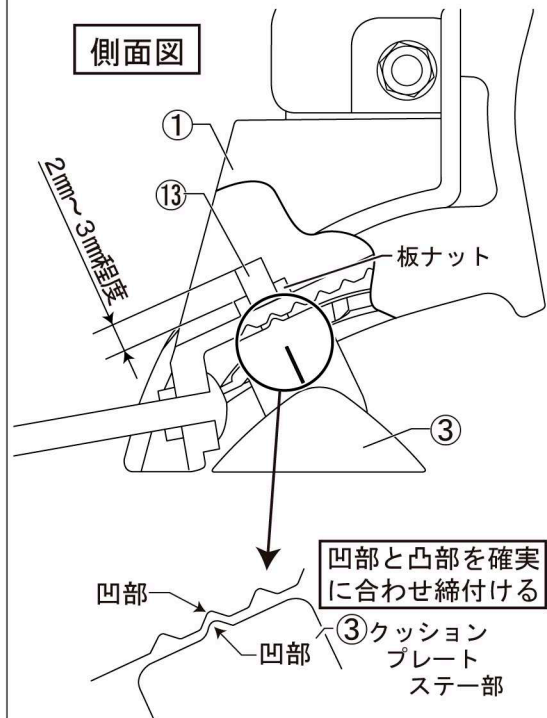 側面図
①
⑬
2㎜～3㎜程度
板ナット
③
凹部と凸部を確実
に合わせ締付ける
凹部
凹部
③クッション
プレート
ステー部